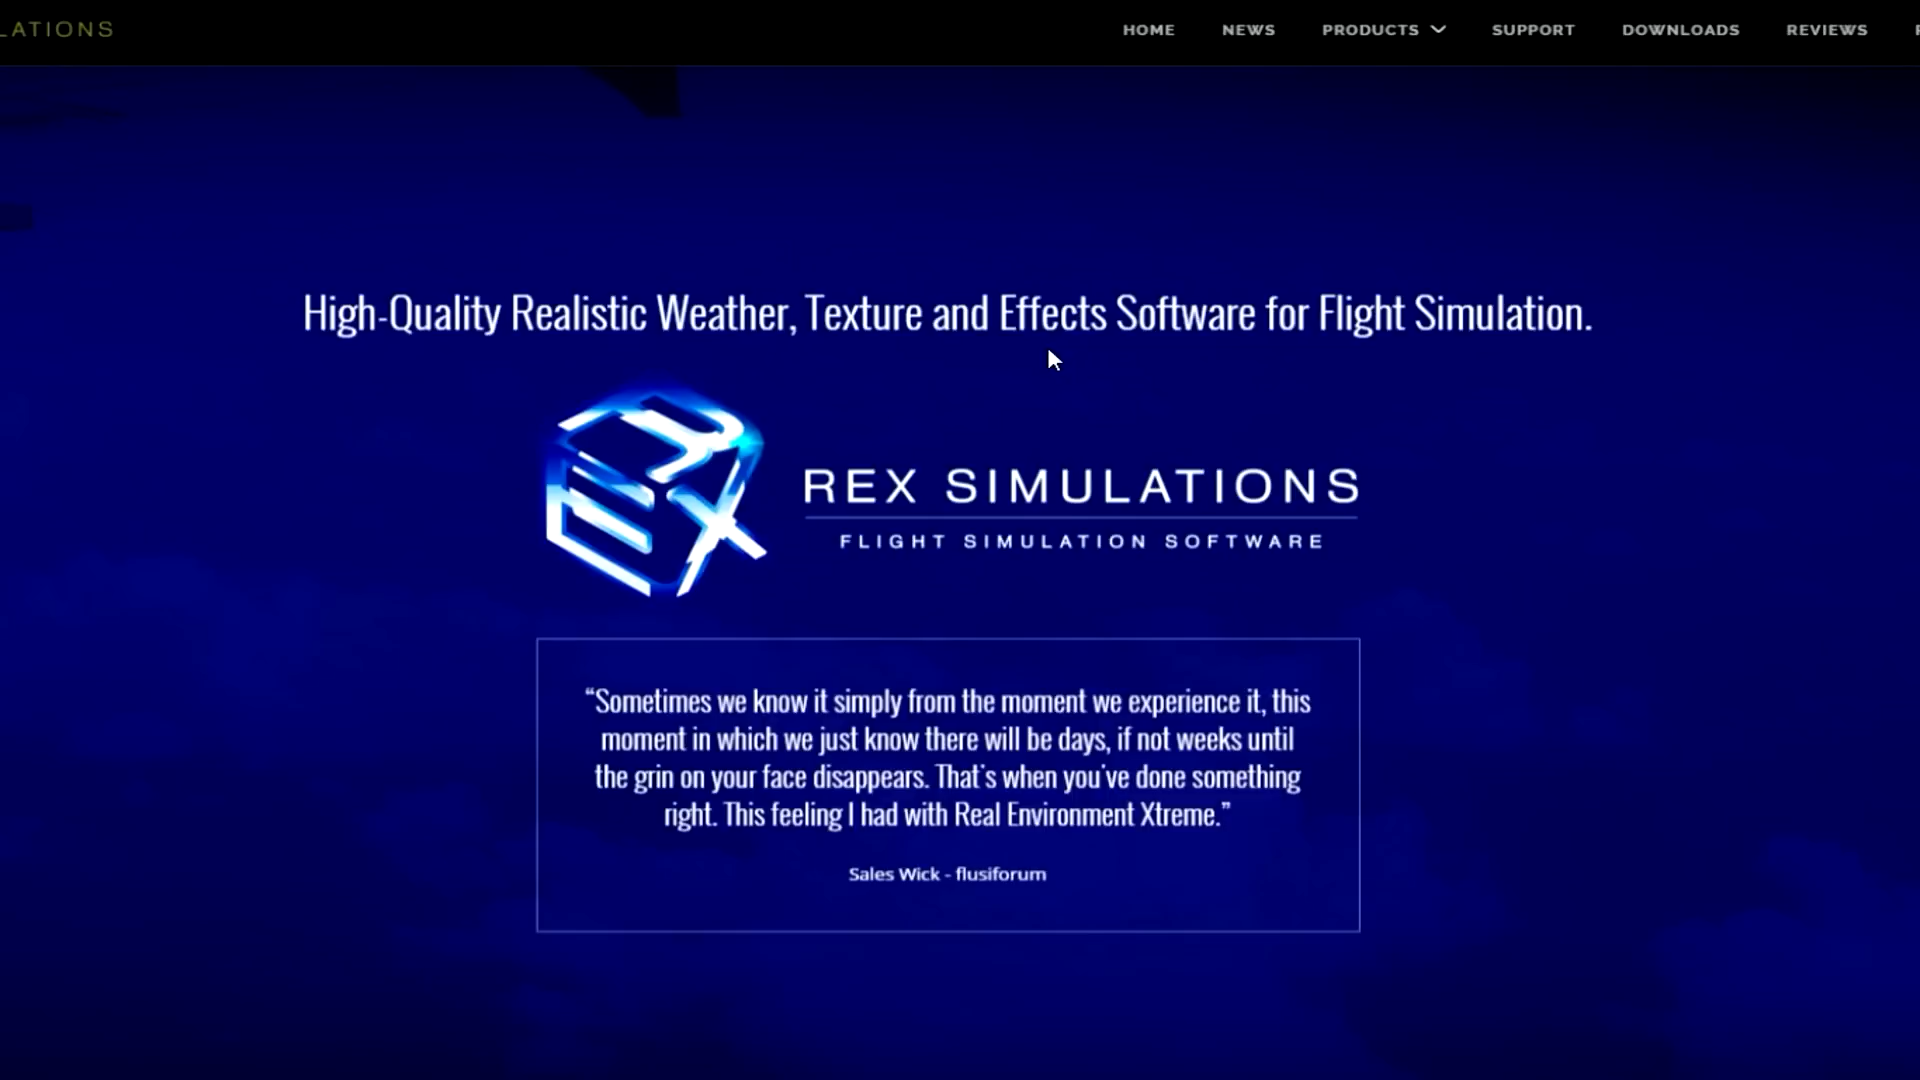 LATIONS
HOME NEWS PRODUCTS SUPPORT DOWNLOADS REVIEWS
High-Quality Realistic Weather, Texture and Effects Software for Flight Simulation.
REX
REX SIMULATIONS
FLIGHT SIMULATION SOFTWARE
“Sometimes we know it simply from the moment we experience it, this
moment in which we just know there will be days, if not weeks until
the grin on your face disappears. That's when you've done something
right. This feeling I had with Real Environment Xtreme.”
Sales Wick - flusiforum